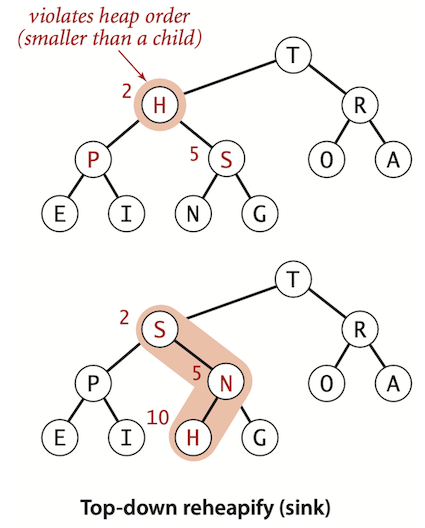 violates heap order
(smaller than a child)
T
2 H R
P 5 S O A
E I N G
T
2 S R
P 5 N O A
E I 10 H G
Top-down reheapify (sink)